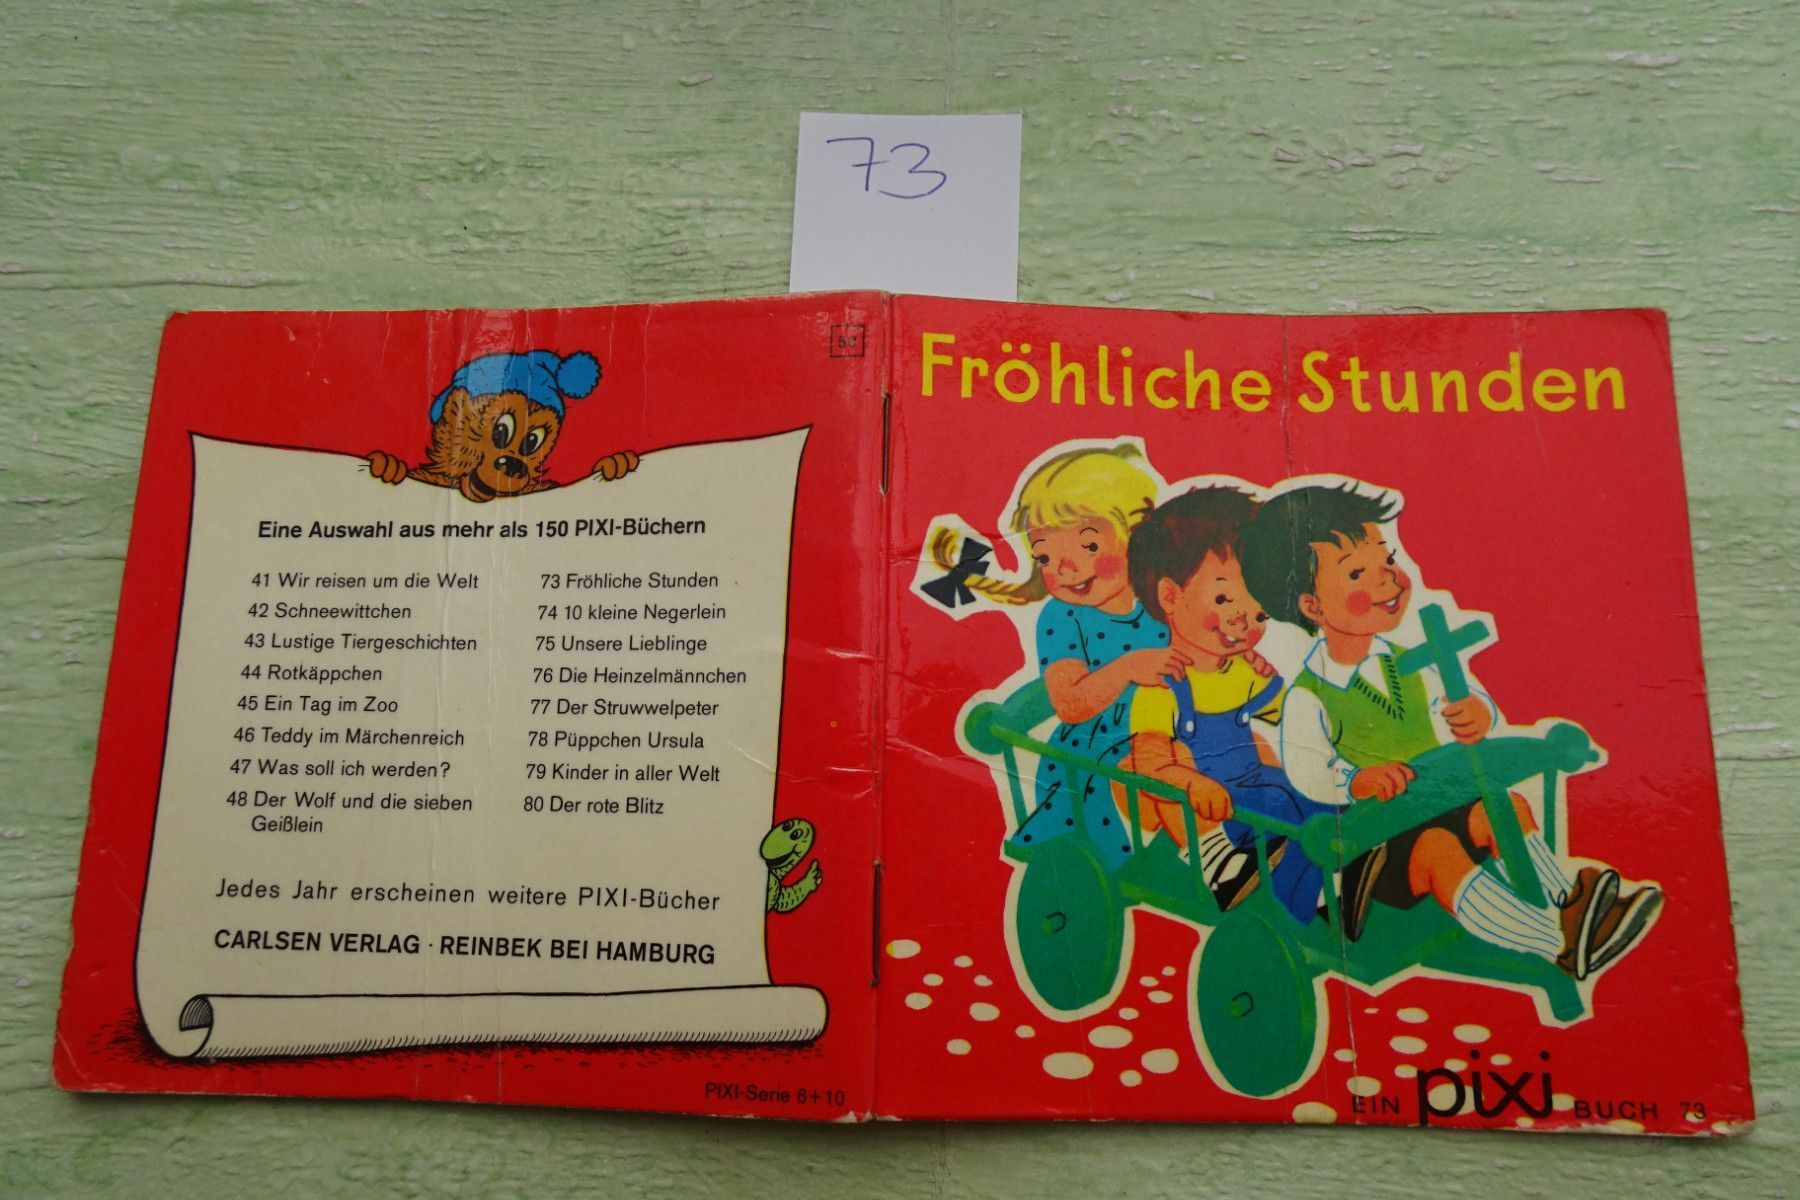 73
50
Eine Auswahl aus mehr als 150 PIXI-Büchern
41 Wir reisen um die Welt
42 Schneewittchen
43 Lustige Tiergeschichten
44 Rotkäppchen
45 Ein Tag im Zoo
46 Teddy im Märchenreich
47 Was soll ich werden?
48 Der Wolf und die sieben
Geißlein
73 Fröhliche Stunden
74 10 kleine Negerlein
75 Unsere Lieblinge
76 Die Heinzelmännchen
77 Der Struwwelpeter
78 Püppchen Ursula
79 Kinder in aller Welt
80 Der rote Blitz
Jedes Jahr erscheinen weitere PIXI-Bücher
CARLSEN VERLAG · REINBEK BEI HAMBURG
PIXI-Serie 6+10
Fröhliche Stunden
EIN pixi BUCH 73